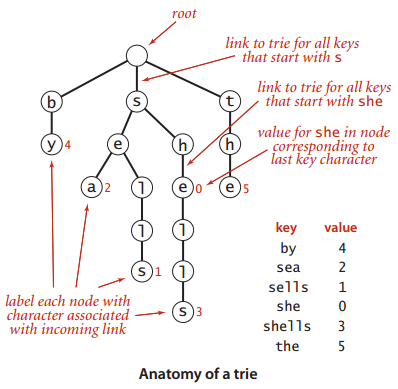 root
link to trie for all keys
that start with s
link to trie for all keys
that start with she
value for she in node
corresponding to
last key character
b s t
y 4 e h h
a 2 l e 0 e 5
l l
s 1 l
s 3
label each node with
character associated
with incoming link
key value
by 4
sea 2
sells 1
she 0
shells 3
the 5
Anatomy of a trie